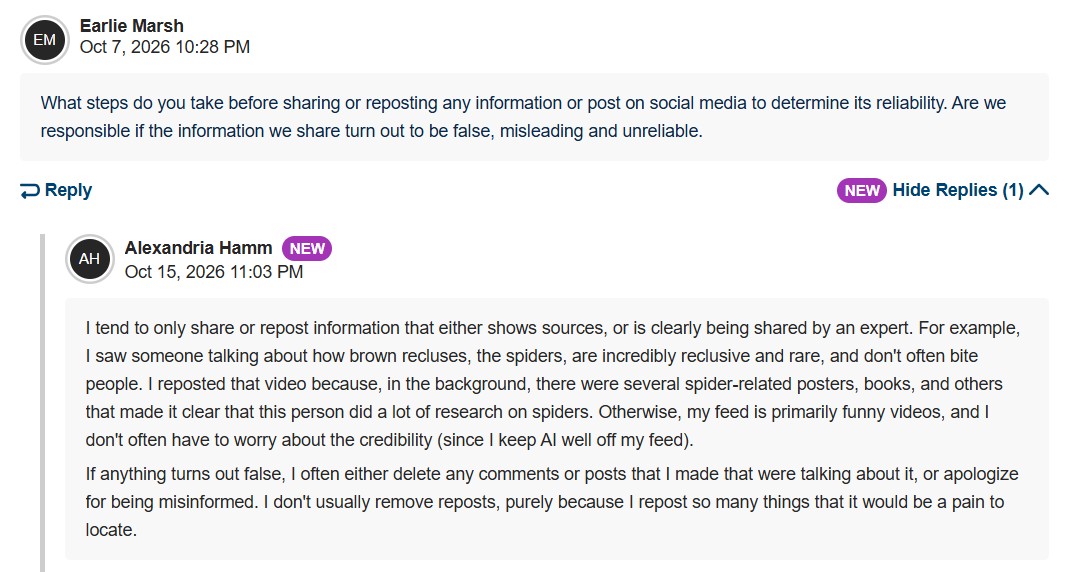 EM
Earlie Marsh
Oct 7, 2026 10:28 PM
What steps do you take before sharing or reposting any information or post on social media to determine its reliability. Are we
responsible if the information we share turn out to be false, misleading and unreliable.
Reply
NEW Hide Replies (1)
AH
Alexandria Hamm NEW
Oct 15, 2026 11:03 PM
I tend to only share or repost information that either shows sources, or is clearly being shared by an expert. For example,
I saw someone talking about how brown recluses, the spiders, are incredibly reclusive and rare, and don't often bite
people. I reposted that video because, in the background, there were several spider-related posters, books, and others
that made it clear that this person did a lot of research on spiders. Otherwise, my feed is primarily funny videos, and I
don't often have to worry about the credibility (since I keep AI well off my feed).
If anything turns out false, I often either delete any comments or posts that I made that were talking about it, or apologize
for being misinformed. I don't usually remove reposts, purely because I repost so many things that it would be a pain to
locate.